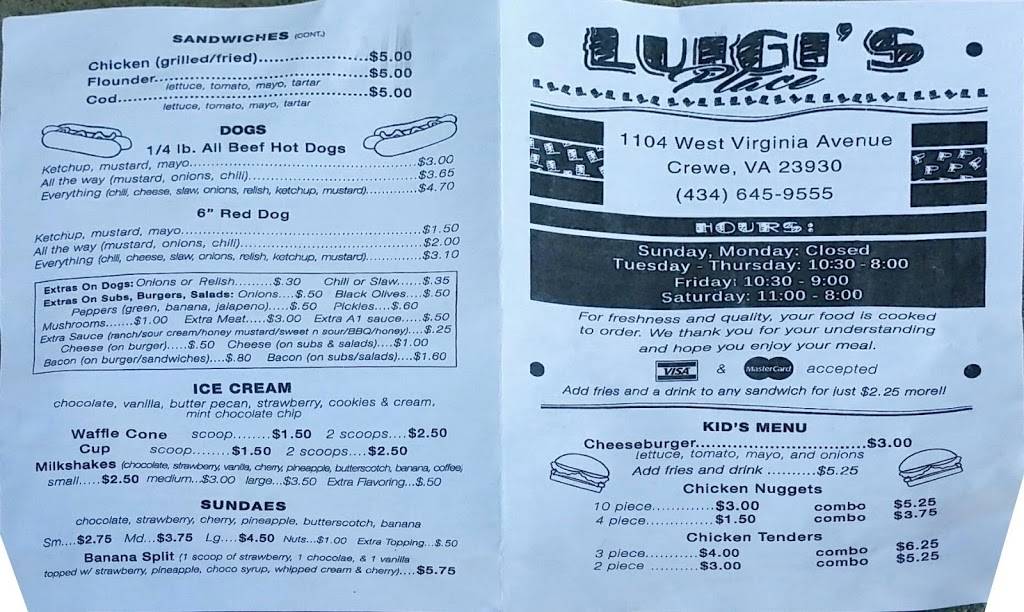 SANDWICHES (CONT.)
Chicken (grilled/fried)....................$5.00
Flounder....................$5.00
lettuce, tomato, mayo, tartar
Cod....................$5.00
lettuce, tomato, mayo, tartar
DOGS
1/4 lb. All Beef Hot Dogs
Ketchup, mustard, mayo....................$3.00
All the way (mustard, onions, chili)....................$3.65
Everything (chili, cheese, slaw, onions, relish, ketchup, mustard)............$4.70
6" Red Dog
Ketchup, mustard, mayo....................$1.50
All the way (mustard, onions, chili)....................$2.00
Everything (chili, cheese, slaw, onions, relish, ketchup, mustard)............$3.10
Extras On Dogs: Onions or Relish.........$.30 Chili or Slaw......$.35
Extras On Subs, Burgers, Salads: Onions....$.50 Black Olives....$.50
Peppers (green, banana, jalapeno).....$.50 Pickles....$.60
Mushrooms.......$1.00 Extra Meat.....$3.00 Extra A1 sauce.....$.50
Extra Sauce (ranch/sour cream/honey mustard/sweet n sour/BBQ/honey)....$.25
Cheese (on burger).....$.50 Cheese (on subs & salads)....$1.00
Bacon (on burger/sandwiches)....$.80 Bacon (on subs/salads)....$1.60
ICE CREAM
chocolate, vanilla, butter pecan, strawberry, cookies & cream,
mint chocolate chip
Waffle Cone scoop........$1.50 2 scoops....$2.50
Cup scoop........$1.50 2 scoops....$2.50
Milkshakes (chocolate, strawberry, vanilla, cherry, pineapple, butterscotch, banana, coffee)
small.....$2.50 medium...$3.00 large...$3.50 Extra Flavoring...$.50
SUNDAES
chocolate, strawberry, cherry, pineapple, butterscotch, banana
Sm....$2.75 Md...$3.75 Lg....$4.50 Nuts...$1.00 Extra Topping...$.50
Banana Split (1 scoop of strawberry, 1 chocolae, & 1 vanilla
topped w/ strawberry, pineapple, choco syrup, whipped cream & cherry)....$5.75
LUIGI'S
Place
1104 West Virginia Avenue
Crewe, VA 23930
(434) 645-9555
HOURS:
Sunday, Monday: Closed
Tuesday - Thursday: 10:30 - 8:00
Friday: 10:30 - 9:00
Saturday: 11:00 - 8:00
For freshness and quality, your food is cooked
to order. We thank you for your understanding
and hope you enjoy your meal.
VISA & MasterCard accepted
Add fries and a drink to any sandwich for just $2.25 more!!
KID'S MENU
Cheeseburger....................$3.00
lettuce, tomato, mayo, and onions
Add fries and drink ..........$5.25
Chicken Nuggets
10 piece............$3.00 combo $5.25
4 piece.............$1.50 combo $3.75
Chicken Tenders
3 piece..........$4.00 combo $6.25
2 piece ..........$3.00 combo $5.25